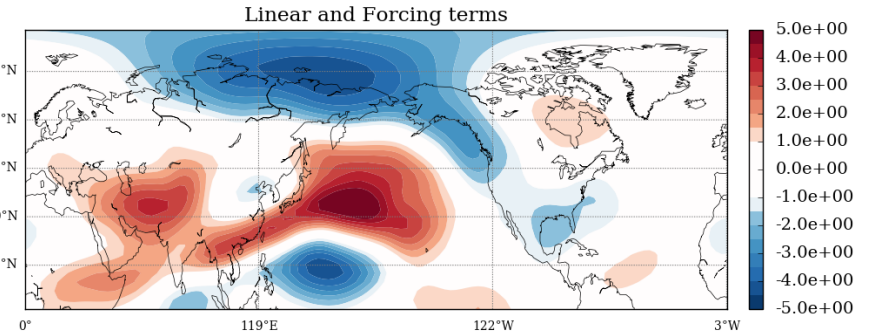 Linear and Forcing terms
°N
°N
°N
°N
°N
0°
119°E
122°W
3°W
5.0e+00
4.0e+00
3.0e+00
2.0e+00
1.0e+00
0.0e+00
-1.0e+00
-2.0e+00
-3.0e+00
-4.0e+00
-5.0e+00